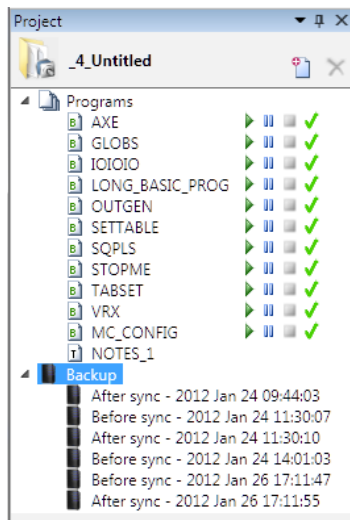 Project
_4_Untitled
Programs
AXE
GLOBS
IOIOIO
LONG_BASIC_PROG
OUTGEN
SETTABLE
SQPLS
STOPME
TABSET
VRX
MC_CONFIG
NOTES_1
Backup
After sync - 2012 Jan 24 09:44:03
Before sync - 2012 Jan 24 11:30:07
After sync - 2012 Jan 24 11:30:10
Before sync - 2012 Jan 24 14:01:03
Before sync - 2012 Jan 26 17:11:47
After sync - 2012 Jan 26 17:11:55